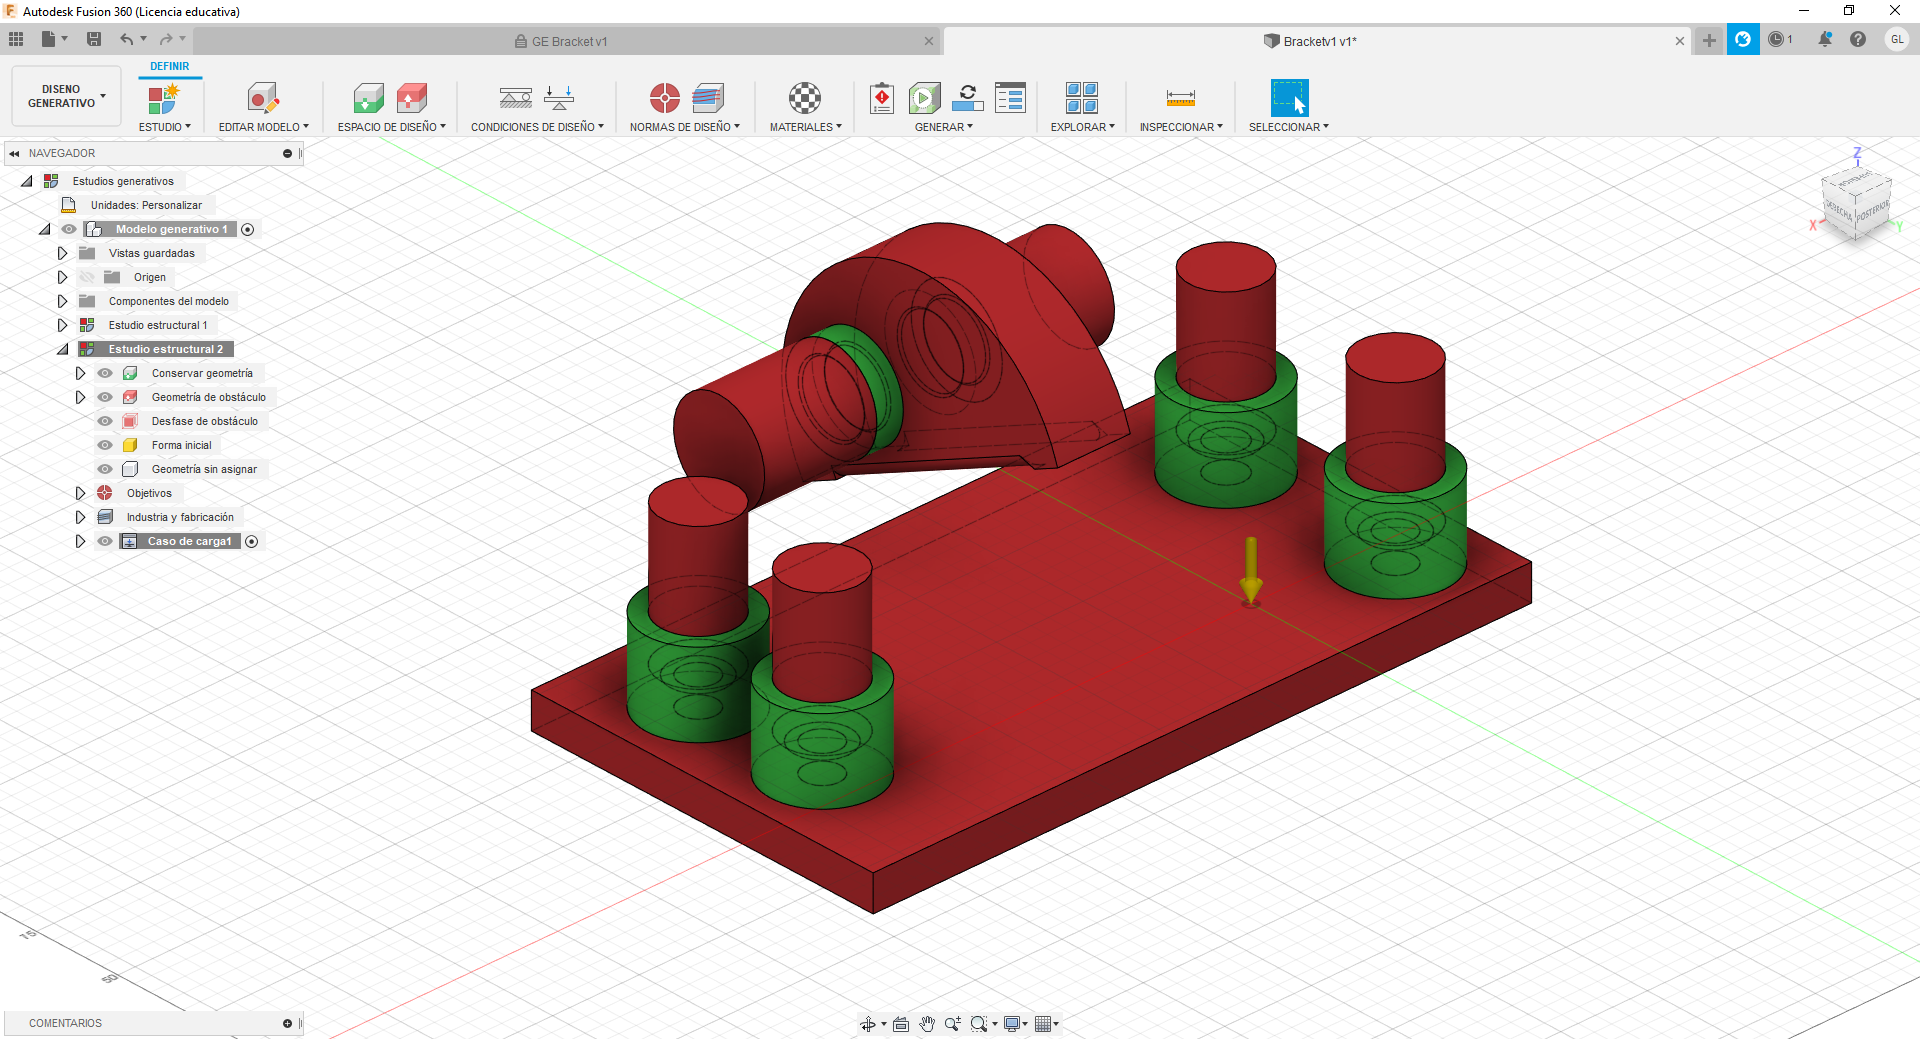 Autodesk Fusion 360 (Licencia educativa)
GE Bracket v1
Bracketv1 v1*
1
GL
DISENO
GENERATIVO
DEFINIR
ESTUDIO
EDITAR MODELO
ESPACIO DE DISEÑO
CONDICIONES DE DISEÑO
NORMAS DE DISEÑO
MATERIALES
GENERAR
EXPLORAR
INSPECCIONAR
SELECCIONAR
NAVEGADOR
Estudios generativos
Unidades: Personalizar
Modelo generativo 1
Vistas guardadas
Origen
Componentes del modelo
Estudio estructural 1
Estudio estructural 2
Conservar geometría
Geometría de obstáculo
Desfase de obstáculo
Forma inicial
Geometría sin asignar
Objetivos
Industria y fabricación
Caso de carga1
Z
DERECHA
POSTERIOR
X
Y
75
50
COMENTARIOS